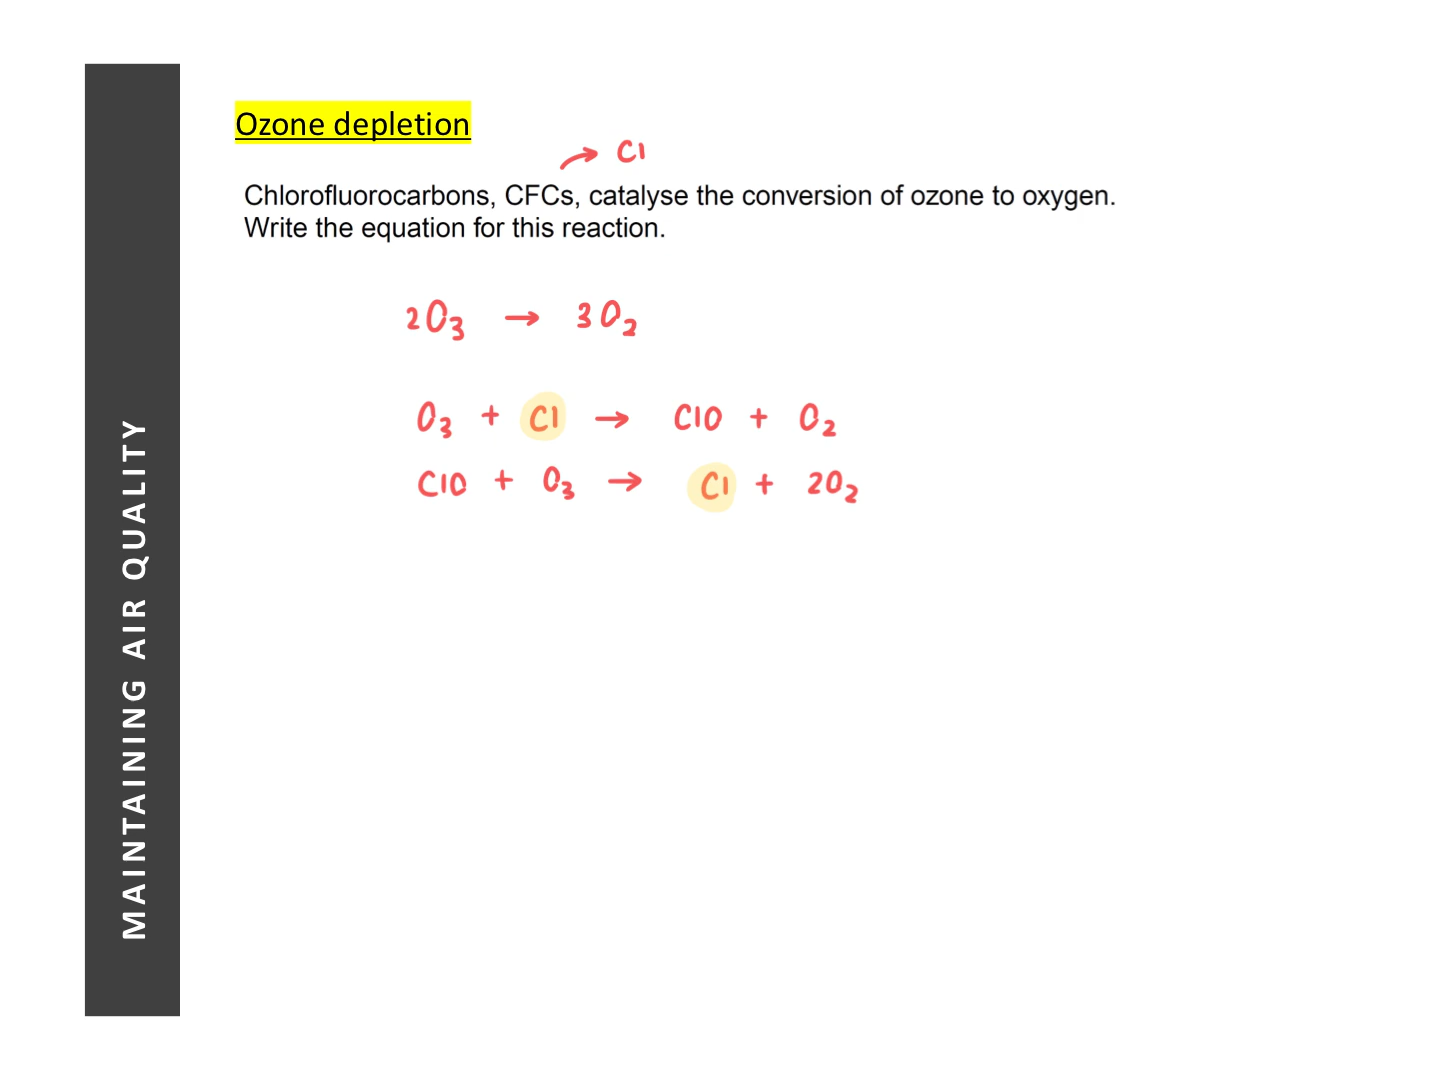 MAINTAINING AIR QUALITY
Ozone depletion
→ Cl
Chlorofluorocarbons, CFCs, catalyse the conversion of ozone to oxygen.
Write the equation for this reaction.
2O₃ → 3O₂
O₃ + Cl → ClO + O₂
ClO + O₃ → Cl + 2O₂